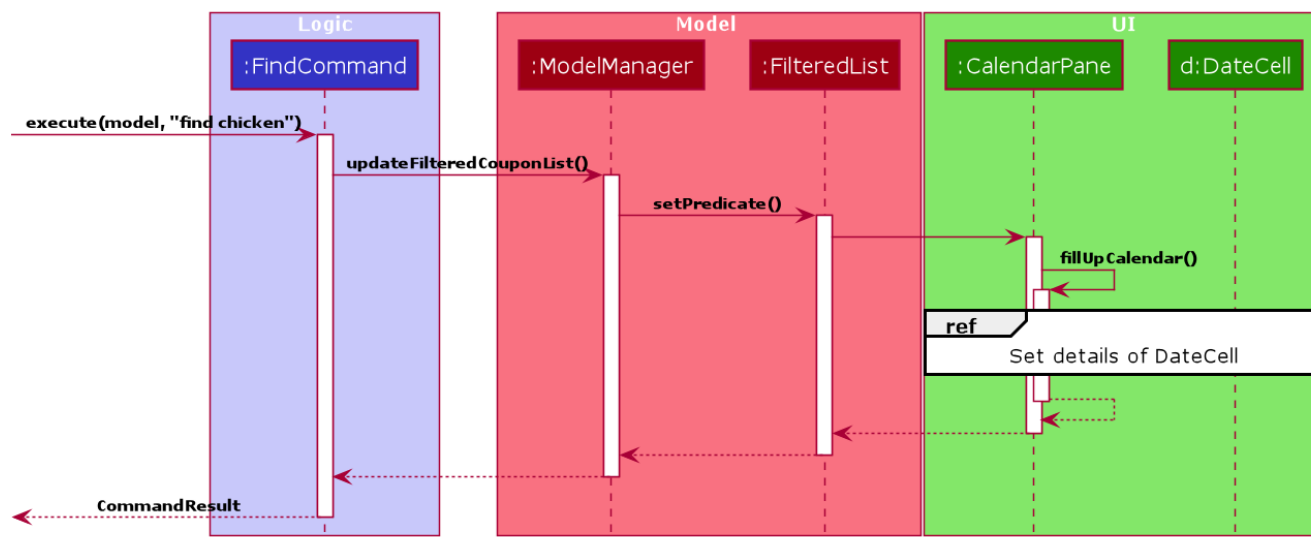 Logic
Model
UI
:FindCommand
:ModelManager
:FilteredList
:CalendarPane
d:DateCell
execute(model, "find chicken")
updateFilteredCouponList()
setPredicate()
fillUpCalendar()
ref
Set details of DateCell
CommandResult